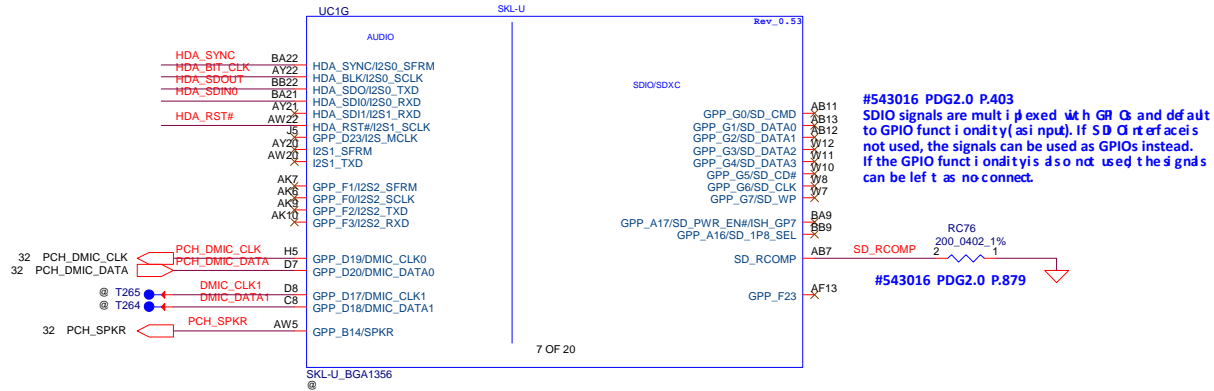 UC1G
SKL-U
Rev_0.53
AUDIO
SDIO/SDXC
HDA_SYNC BA22 HDA_SYNC/I2S0_SFRM
HDA_BIT_CLK AY22 HDA_BLK/I2S0_SCLK
HDA_SDOUT BB22 HDA_SDO/I2S0_TXD
HDA_SDIN0 BA21 HDA_SDI0/I2S0_RXD
AY21 HDA_SDI1/I2S1_RXD
HDA_RST# AW22 HDA_RST#/I2S1_SCLK
J5 GPP_D23/I2S_MCLK
AY20 I2S1_SFRM
AW20 I2S1_TXD
AK7 GPP_F1/I2S2_SFRM
AK6 GPP_F0/I2S2_SCLK
AK9 GPP_F2/I2S2_TXD
AK10 GPP_F3/I2S2_RXD
32 PCH_DMIC_CLK PCH_DMIC_CLK H5 GPP_D19/DMIC_CLK0
32 PCH_DMIC_DATA PCH_DMIC_DATA D7 GPP_D20/DMIC_DATA0
@ T265 DMIC_CLK1 D8 GPP_D17/DMIC_CLK1
@ T264 DMIC_DATA1 C8 GPP_D18/DMIC_DATA1
32 PCH_SPKR PCH_SPKR AW5 GPP_B14/SPKR
GPP_G0/SD_CMD AB11
GPP_G1/SD_DATA0 AB13
GPP_G2/SD_DATA1 AB12
GPP_G3/SD_DATA2 W12
GPP_G4/SD_DATA3 W11
GPP_G5/SD_CD# W10
GPP_G6/SD_CLK W8
GPP_G7/SD_WP W7
GPP_A17/SD_PWR_EN#/ISH_GP7 BA9
GPP_A16/SD_1P8_SEL BB9
SD_RCOMP AB7 SD_RCOMP 2 1
RC76
200_0402_1%
GPP_F23 AF13
#543016 PDG2.0 P.403
SDIO signals are multiplexed with GPIOs and default
to GPIO functionality(as input). If SDIO interface is
not used, the signals can be used as GPIOs instead.
If the GPIO functionality is also not used, the signals
can be left as no-connect.
#543016 PDG2.0 P.879
7 OF 20
SKL-U_BGA1356
@